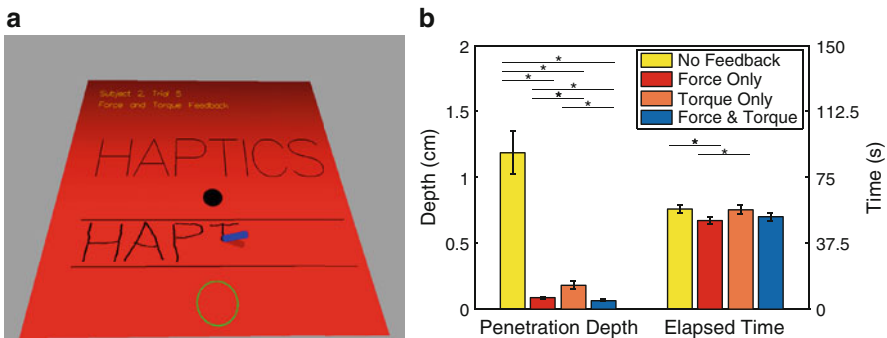 a
Subject 2, Trial 5
Force and Torque Feedback
HAPTICS
HAPT
b
Depth (cm)
2
1.5
1
0.5
0
* * * * * *
* *
No Feedback
Force Only
Torque Only
Force & Torque
150
112.5
75
37.5
0
Time (s)
Penetration Depth
Elapsed Time